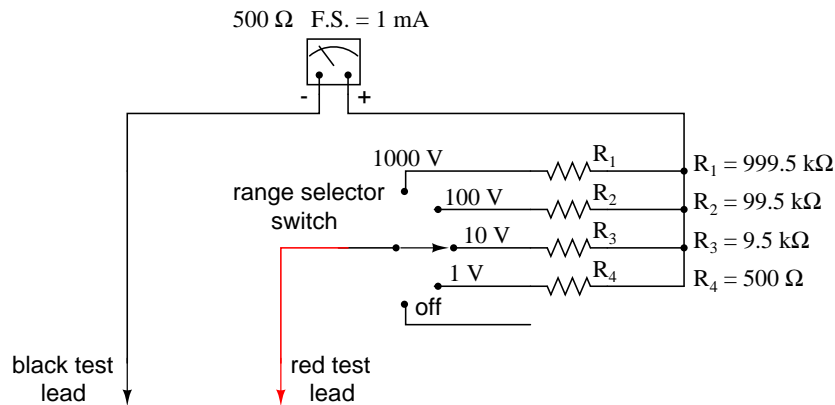 500 Ω F.S. = 1 mA
- +
1000 V R1 R1 = 999.5 kΩ
range selector
switch
100 V R2 R2 = 99.5 kΩ
10 V R3 R3 = 9.5 kΩ
1 V R4 R4 = 500 Ω
off
black test
lead
red test
lead